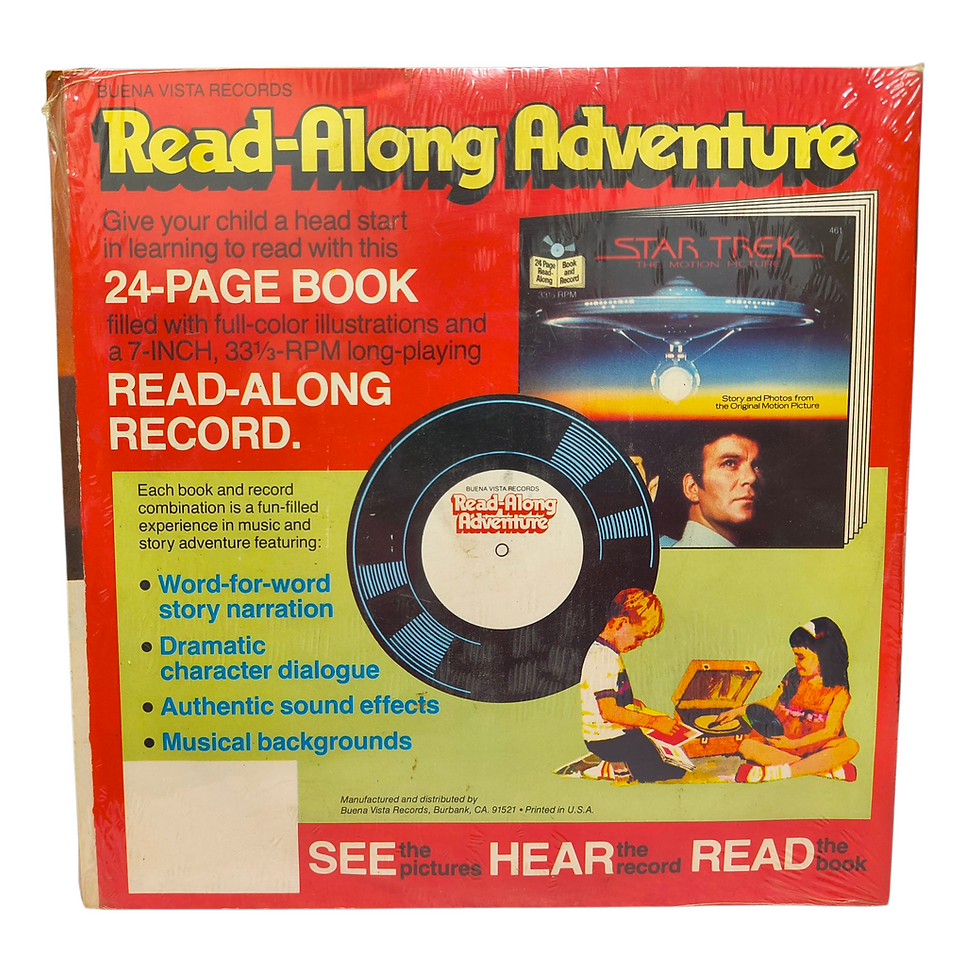 BUENA VISTA RECORDS
Read-Along Adventure
Give your child a head start
in learning to read with this
24-PAGE BOOK
filled with full-color illustrations and
a 7-INCH, 33⅓-RPM long-playing
READ-ALONG
RECORD.
461
STAR TREK
THE MOTION PICTURE
24 Page
Read-
Along
Book
and
Record
33⅓ RPM
Story and Photos from
the Original Motion Picture
BUENA VISTA RECORDS
Read-Along
Adventure
Each book and record
combination is a fun-filled
experience in music and
story adventure featuring:
• Word-for-word
story narration
• Dramatic
character dialogue
• Authentic sound effects
• Musical backgrounds
Manufactured and distributed by
Buena Vista Records, Burbank, CA. 91521 • Printed in U.S.A.
SEE the pictures HEAR the record READ the book